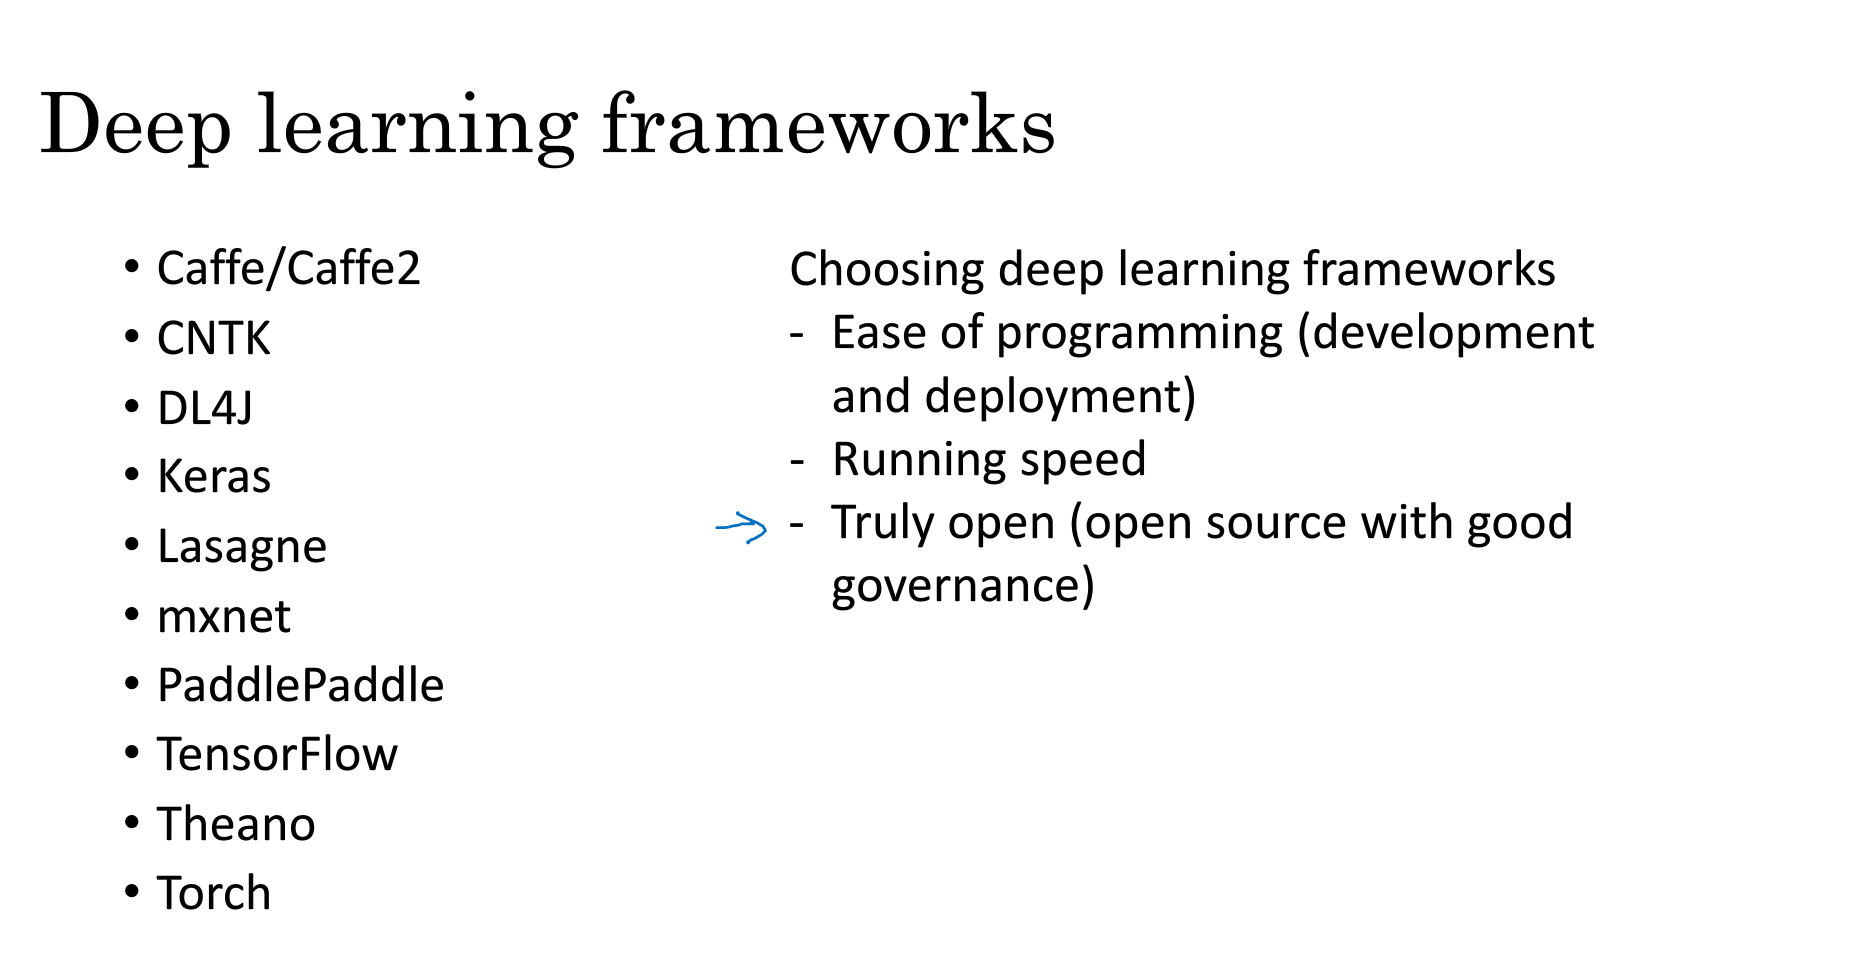 Deep learning frameworks
• Caffe/Caffe2
• CNTK
• DL4J
• Keras
• Lasagne
• mxnet
• PaddlePaddle
• TensorFlow
• Theano
• Torch
Choosing deep learning frameworks
- Ease of programming (development
and deployment)
- Running speed
- Truly open (open source with good
governance)